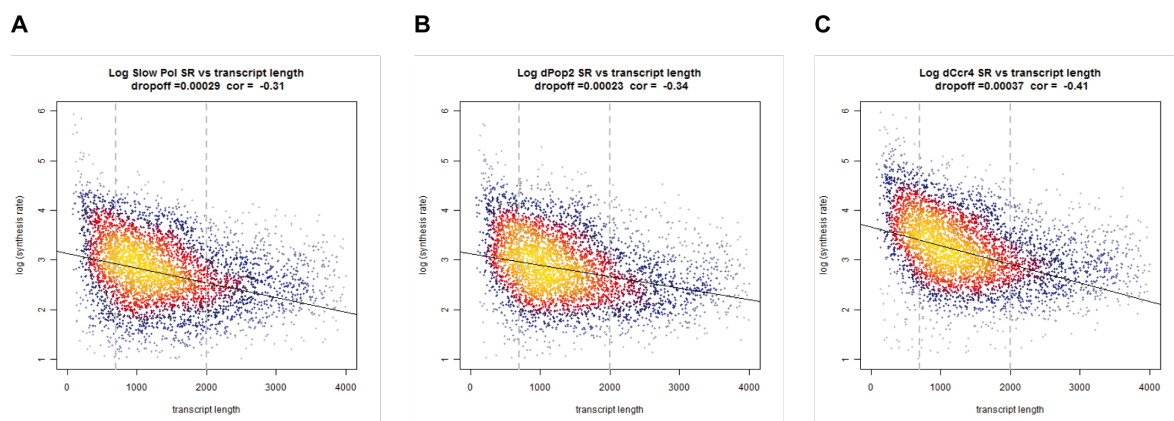 A
Log Slow Pol SR vs transcript length
dropoff =0.00029 cor = -0.31
log (synthesis rate)
6
5
4
3
2
1
0 1000 2000 3000 4000
transcript length
B
Log dPop2 SR vs transcript length
dropoff =0.00023 cor = -0.34
log (synthesis rate)
6
5
4
3
2
1
0 1000 2000 3000 4000
transcript length
C
Log dCcr4 SR vs transcript length
dropoff =0.00037 cor = -0.41
log (synthesis rate)
6
5
4
3
2
1
0 1000 2000 3000 4000
transcript length